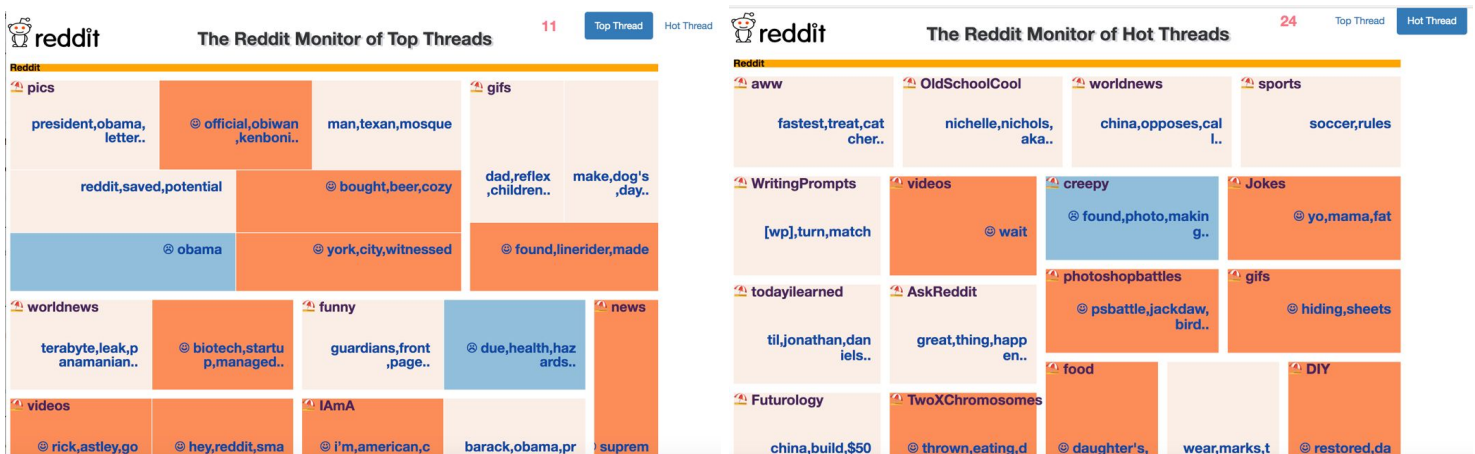 reddit
The Reddit Monitor of Top Threads
11
Top Thread
Hot Thread
Reddit
pics
president,obama,
letter..
official,obiwan
,kenboni..
man,texan,mosque
reddit,saved,potential
bought,beer,cozy
obama
york,city,witnessed
gifs
dad,reflex
,children..
make,dog's
,day..
found,linerider,made
worldnews
terabyte,leak,p
anamanian..
biotech,startu
p,managed..
funny
guardians,front
,page..
due,health,haz
ards..
news
suprem
videos
rick,astley,go
hey,reddit,sma
IAmA
i'm,american,c
barack,obama,pr
reddit
The Reddit Monitor of Hot Threads
24
Top Thread
Hot Thread
Reddit
aww
fastest,treat,cat
cher..
OldSchoolCool
nichelle,nichols,
aka..
worldnews
china,opposes,cal
l..
sports
soccer,rules
WritingPrompts
[wp],turn,match
videos
wait
creepy
found,photo,makin
g..
Jokes
yo,mama,fat
todayilearned
til,jonathan,dan
iels..
AskReddit
great,thing,happ
en..
photoshopbattles
psbattle,jackdaw,
bird..
gifs
hiding,sheets
Futurology
china,build,$50
TwoXChromosomes
thrown,eating,d
food
daughter's,
wear,marks,t
DIY
restored,da